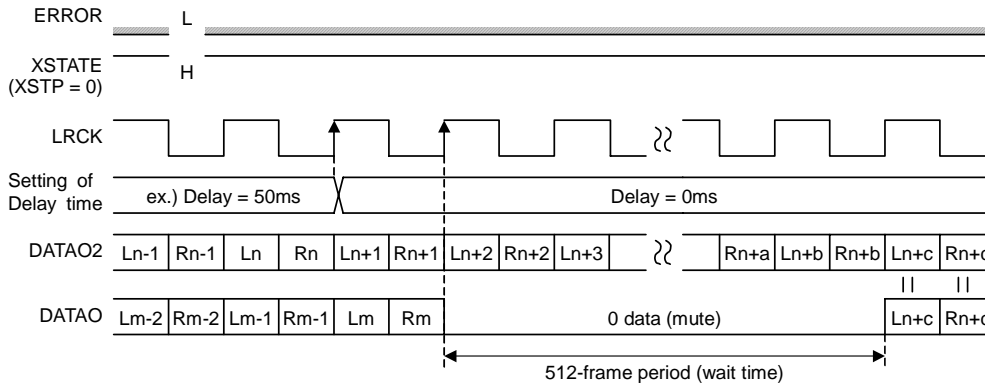 ERROR L
XSTATE
(XSTP = 0) H
LRCK
Setting of
Delay time ex.) Delay = 50ms Delay = 0ms
DATAO2 Ln-1 Rn-1 Ln Rn Ln+1 Rn+1 Ln+2 Rn+2 Ln+3 Rn+a Ln+b Rn+b Ln+c Rn+c
DATAO Lm-2 Rm-2 Lm-1 Rm-1 Lm Rm 0 data (mute) Ln+c Rn+c
512-frame period (wait time)